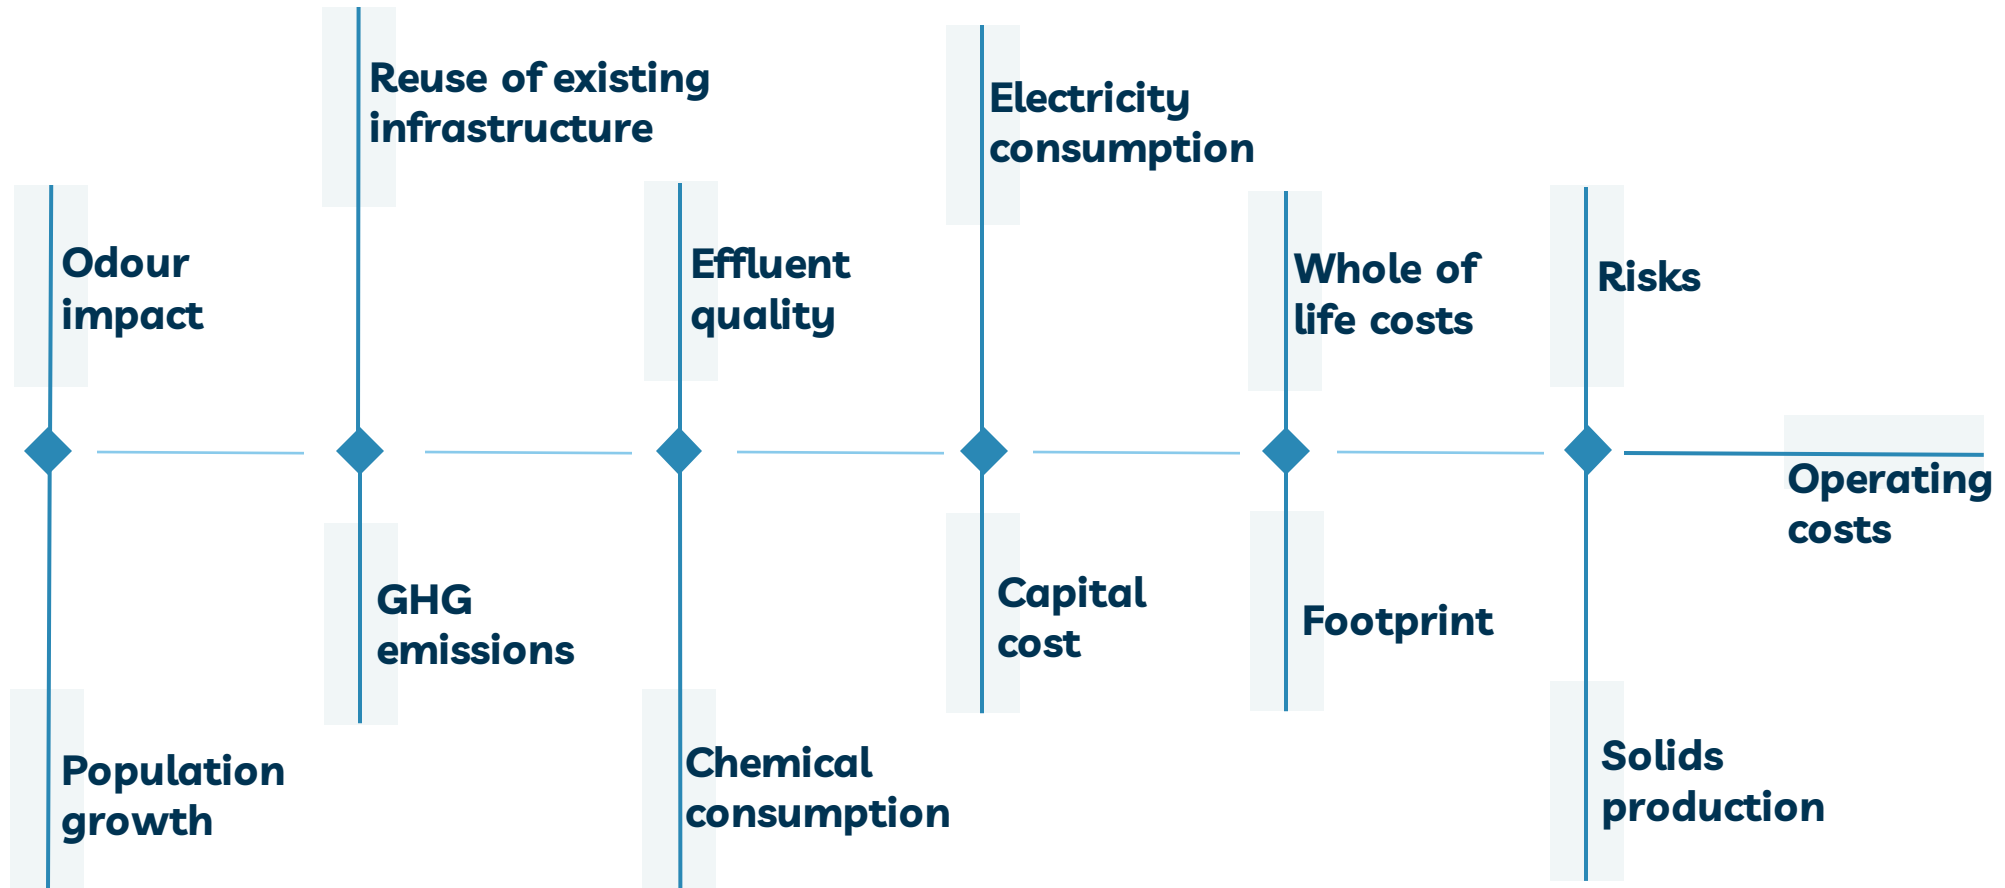 Reuse of existing
infrastructure
Electricity
consumption
Odour
impact
Effluent
quality
Whole of
life costs
Risks
Operating
costs
GHG
emissions
Capital
cost
Footprint
Population
growth
Chemical
consumption
Solids
production